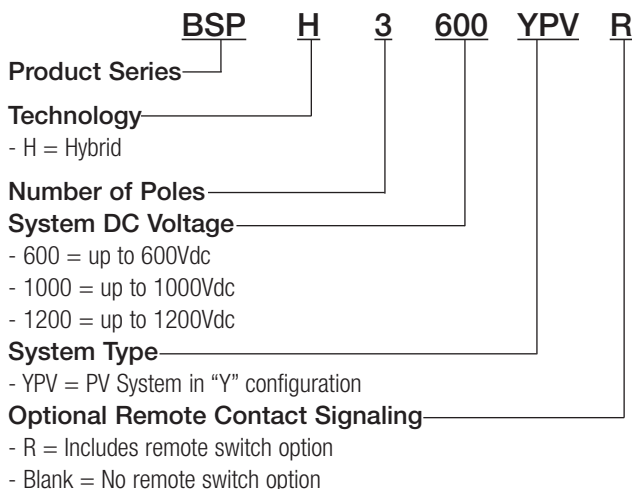 BSP H 3 600 YPV R
Product Series
Technology
- H = Hybrid
Number of Poles
System DC Voltage
- 600 = up to 600Vdc
- 1000 = up to 1000Vdc
- 1200 = up to 1200Vdc
System Type
- YPV = PV System in “Y” configuration
Optional Remote Contact Signaling
- R = Includes remote switch option
- Blank = No remote switch option